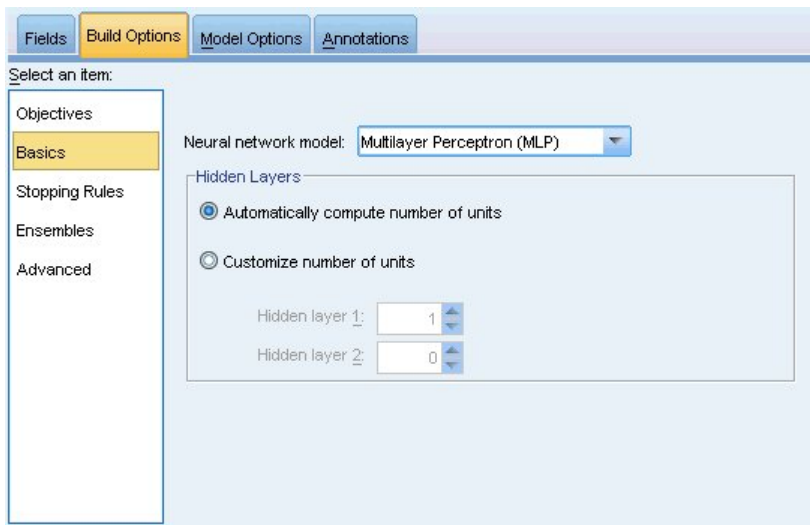 Fields Build Options Model Options Annotations
Select an item:
Objectives
Basics
Stopping Rules
Ensembles
Advanced
Neural network model: Multilayer Perceptron (MLP)
Hidden Layers
Automatically compute number of units
Customize number of units
Hidden layer 1: 1
Hidden layer 2: 0